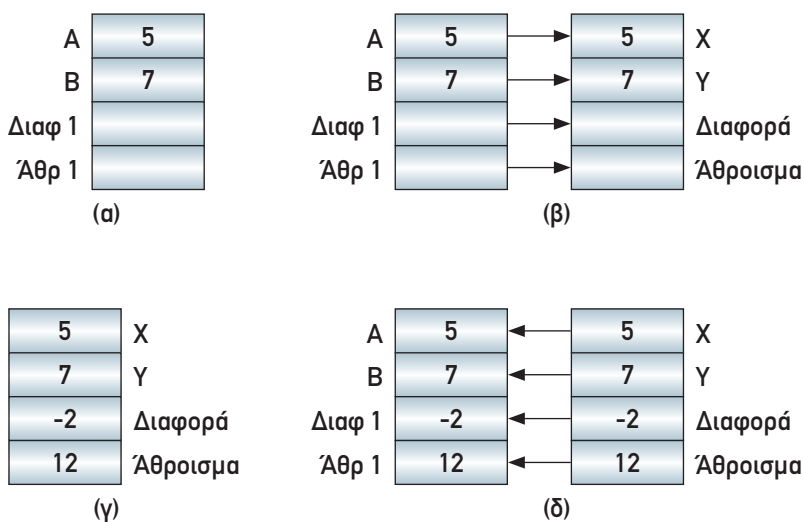 Α 5
Β 7
Διαφ 1
Άθρ 1
(α)
Α 5 5 Χ
Β 7 7 Υ
Διαφ 1 Διαφορά
Άθρ 1 Άθροισμα
(β)
5 Χ
7 Υ
-2 Διαφορά
12 Άθροισμα
(γ)
Α 5 5 Χ
Β 7 7 Υ
Διαφ 1 -2 -2 Διαφορά
Άθρ 1 12 12 Άθροισμα
(δ)